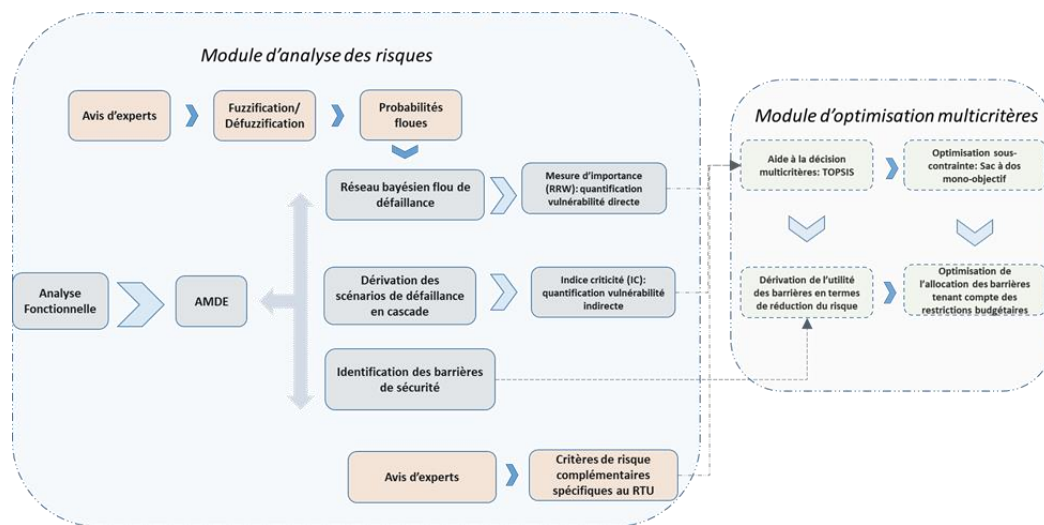 Module d'analyse des risques
Avis d'experts
Fuzzification/
Défuzzification
Probabilités
floues
Réseau bayésien flou de
défaillance
Mesure d'importance
(RRW): quantification
vulnérabilité directe
Analyse
Fonctionnelle
AMDE
Dérivation des
scénarios de défaillance
en cascade
Indice criticité (IC):
quantification vulnérabilité
indirecte
Identification des barrières
de sécurité
Avis d'experts
Critères de risque
complémentaires
spécifiques au RTU
Module d'optimisation multicritères
Aide à la décision
multicritères: TOPSIS
Optimisation sous-
contrainte: Sac à dos
mono-objectif
Dérivation de l'utilité
des barrières en termes
de réduction du risque
Optimisation de
l'allocation des barrières
tenant compte des
restrictions budgétaires